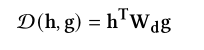 𝒟(𝐡, 𝐠) = 𝐡ᵀ𝐖_𝐝𝐠